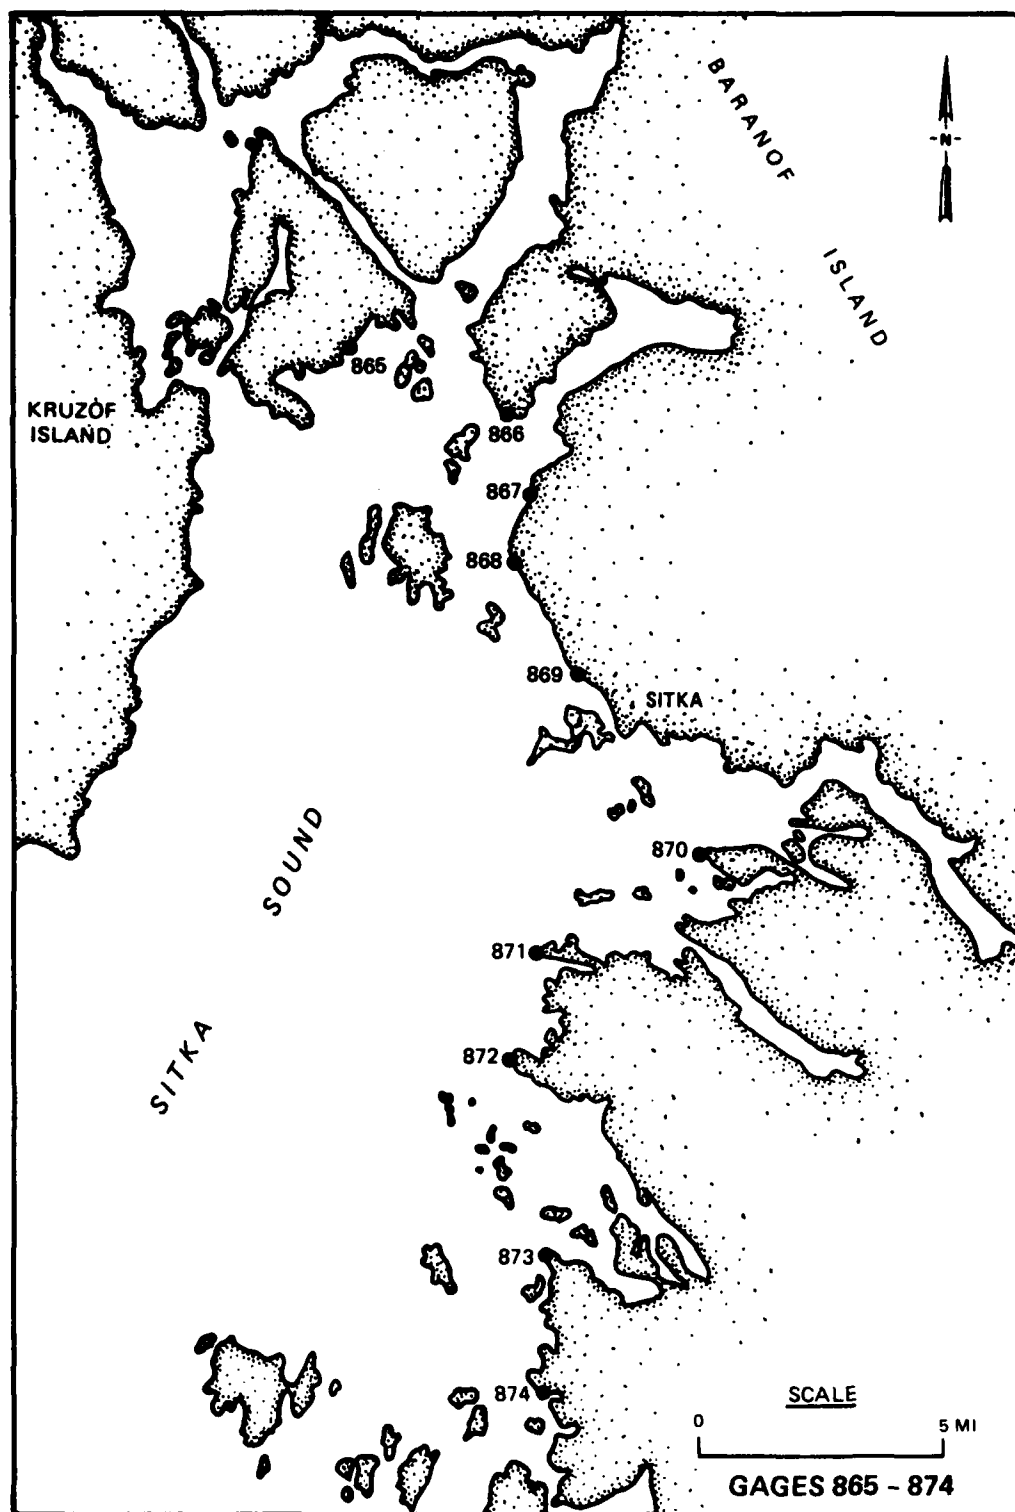 BARANOF
ISLAND
-N-
865
KRUZOF
ISLAND
866
867
868
869
SITKA
870
SITKA SOUND
871
872
873
874
SCALE
0 5 MI
GAGES 865 - 874